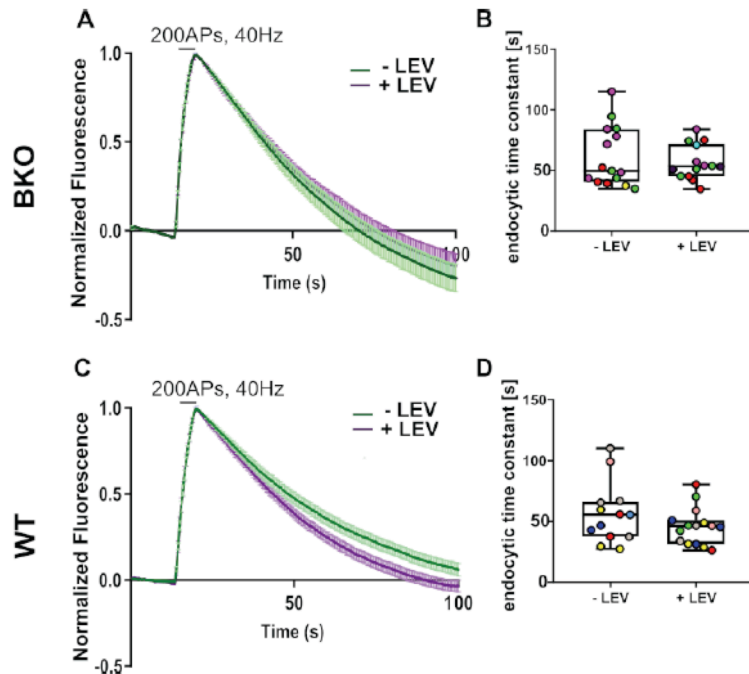 A
200APs, 40Hz
- LEV
+ LEV
1.0
0.5
0.0
-0.5
50
100
Time (s)
Normalized Fluorescence
BKO
B
endocytic time constant [s]
150
100
50
0
- LEV
+ LEV
C
200APs, 40Hz
- LEV
+ LEV
1.0
0.5
0.0
-0.5
50
100
Time (s)
Normalized Fluorescence
WT
D
endocytic time constant [s]
150
100
50
0
- LEV
+ LEV